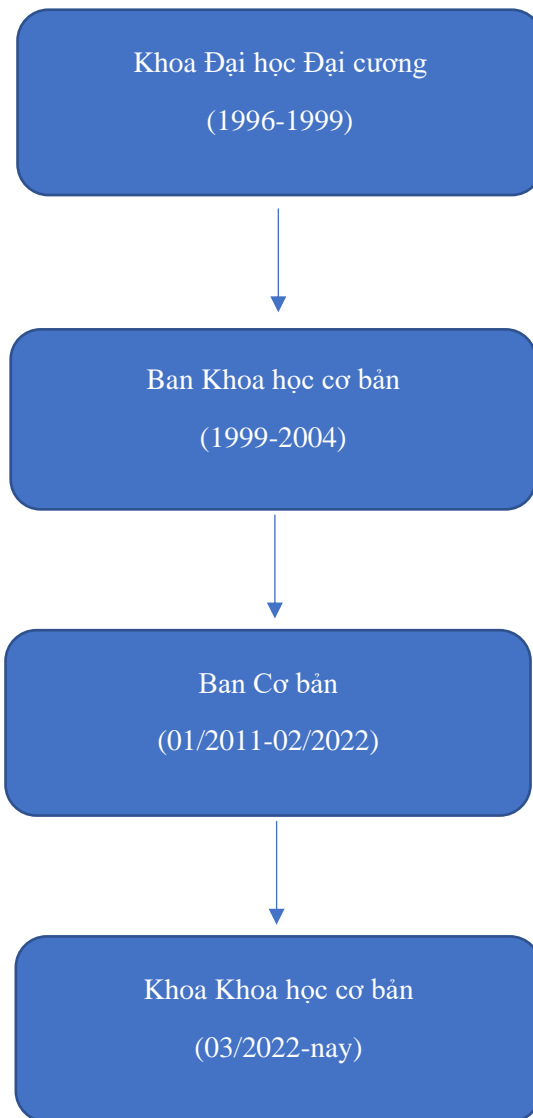 Khoa Đại học Đại cương
(1996-1999)
Ban Khoa học cơ bản
(1999-2004)
Ban Cơ bản
(01/2011-02/2022)
Khoa Khoa học cơ bản
(03/2022-nay)